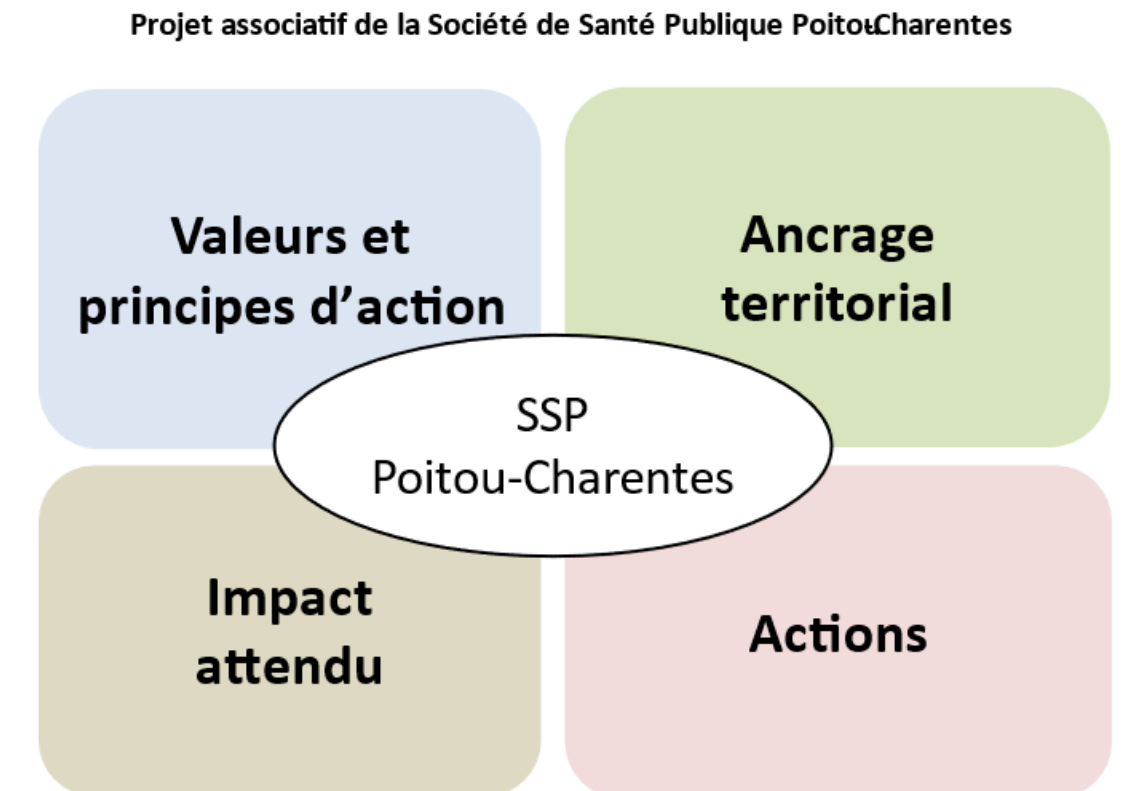 Projet associatif de la Société de Santé Publique Poitou-Charentes
Valeurs et
principes d’action
Ancrage
territorial
SSP
Poitou-Charentes
Impact
attendu
Actions